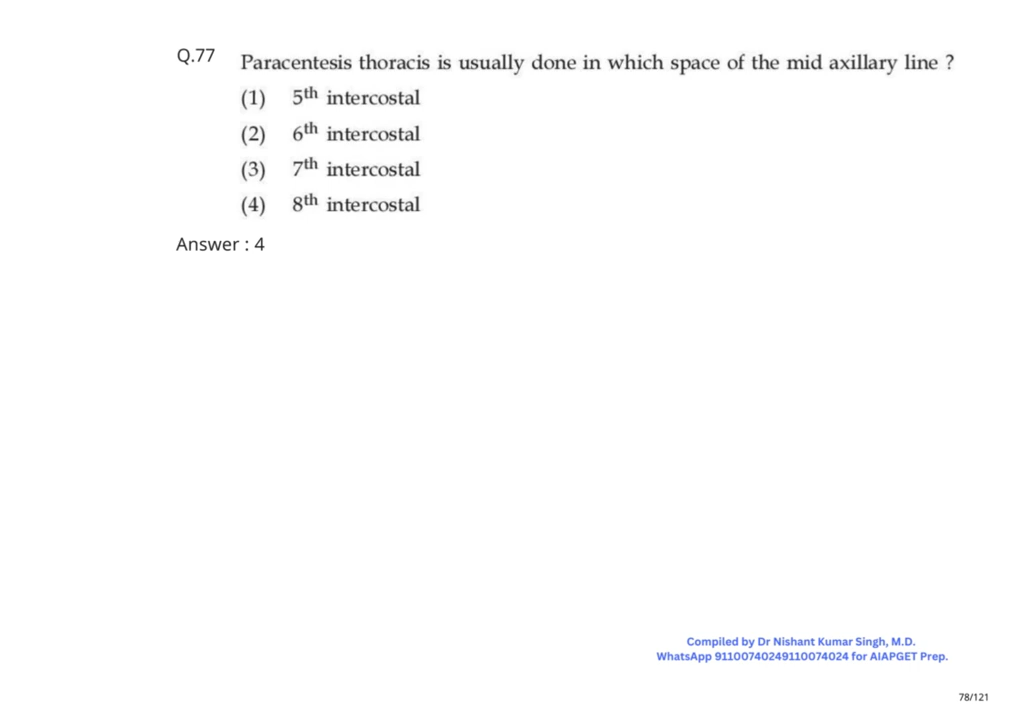 Q.77 Paracentesis thoracis is usually done in which space of the mid axillary line ?
(1) 5th intercostal
(2) 6th intercostal
(3) 7th intercostal
(4) 8th intercostal
Answer : 4
Compiled by Dr Nishant Kumar Singh, M.D.
WhatsApp 91100740249110074024 for AIAPGET Prep.
78/121